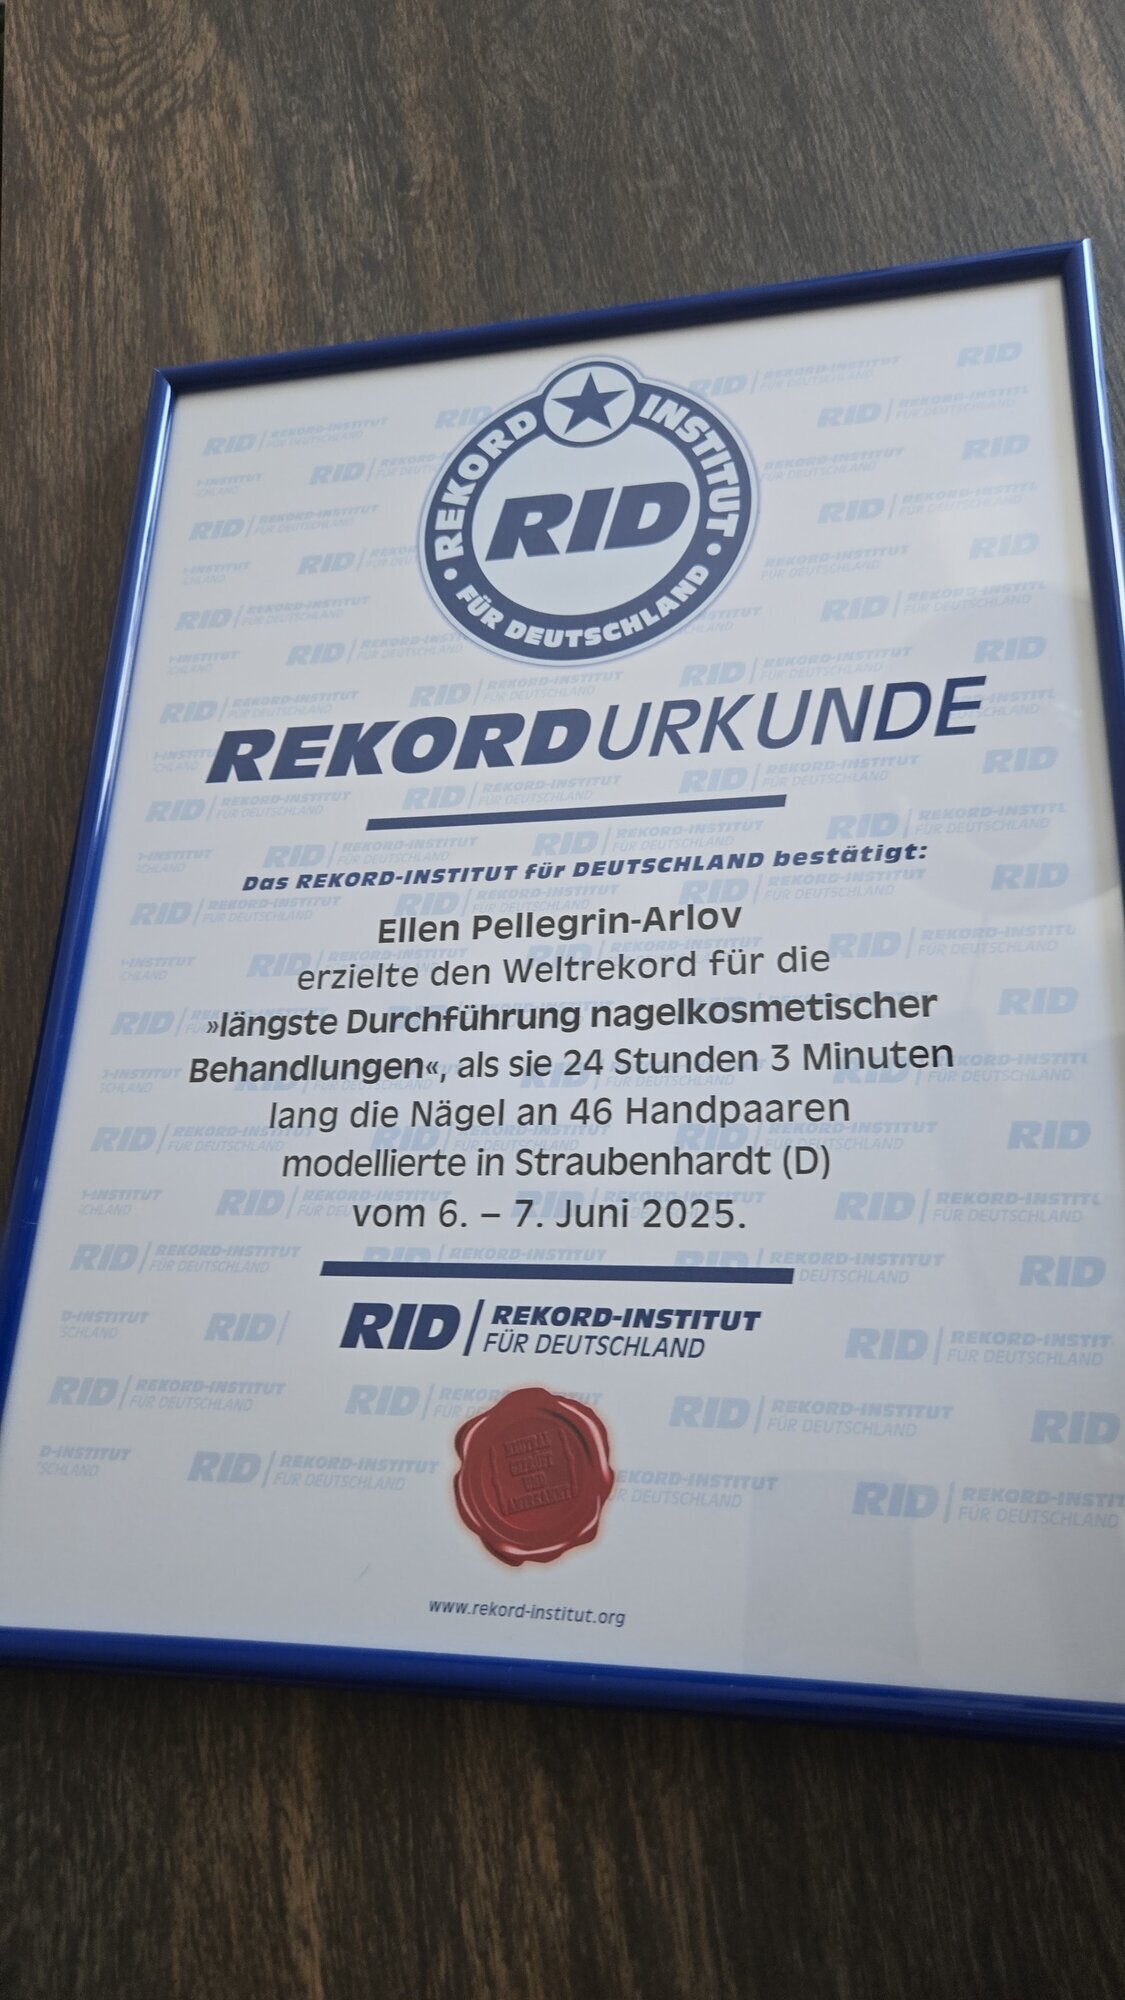 REKORD INSTITUT
RID
FÜR DEUTSCHLAND
REKORDURKUNDE
Das REKORD-INSTITUT für DEUTSCHLAND bestätigt:
Ellen Pellegrin-Arlov
erzielte den Weltrekord für die
»längste Durchführung nagelkosmetischer
Behandlungen«, als sie 24 Stunden 3 Minuten
lang die Nägel an 46 Handpaaren
modellierte in Straubenhardt (D)
vom 6. – 7. Juni 2025.
RID | REKORD-INSTITUT
FÜR DEUTSCHLAND
www.rekord-institut.org